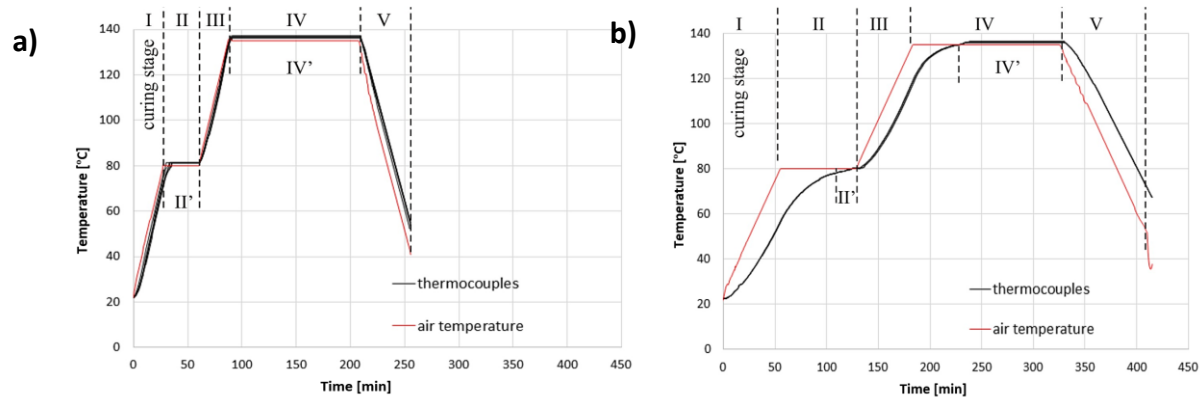 a)
I II III IV V
curing stage
IV'
II'
140
120
100
80
60
40
20
0
Temperature [°C]
thermocouples
air temperature
0 50 100 150 200 250 300 350 400 450
Time [min]
b)
I II III IV V
curing stage
IV'
II'
140
120
100
80
60
40
20
0
Temperature [°C]
thermocouples
air temperature
0 50 100 150 200 250 300 350 400 450
Time [min]